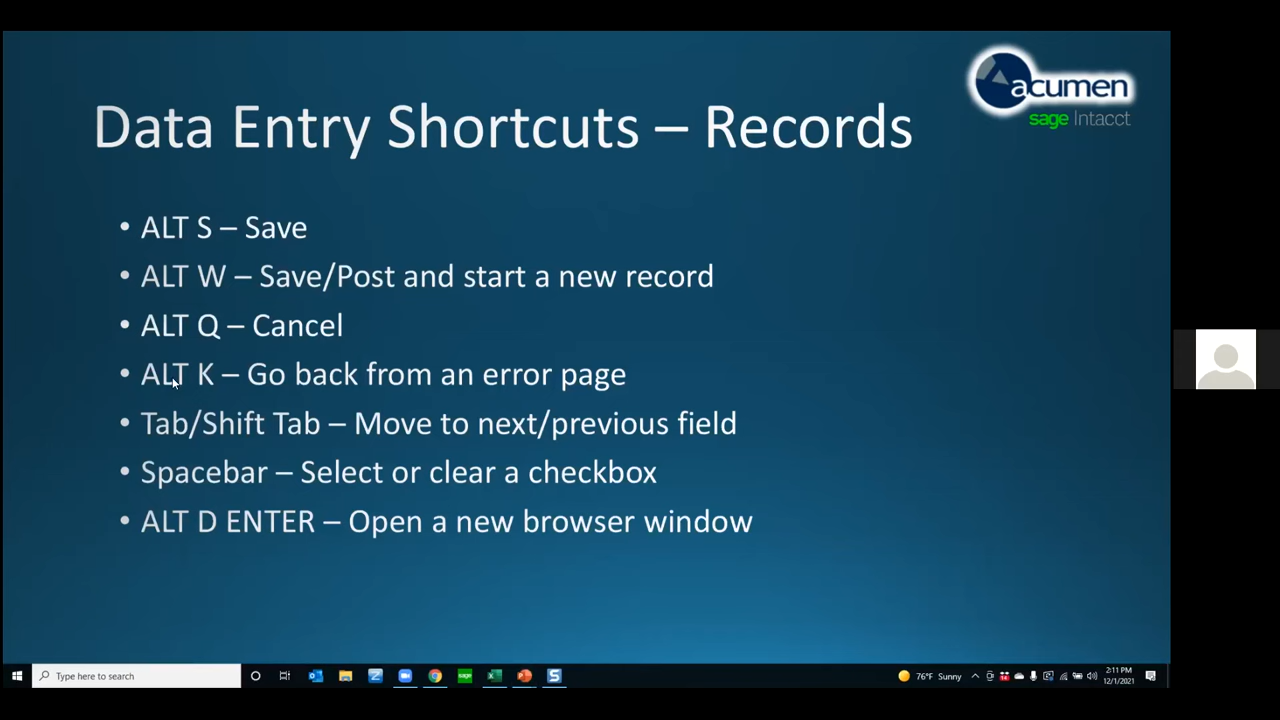 acumen
sage Intacct
Data Entry Shortcuts – Records
• ALT S – Save
• ALT W – Save/Post and start a new record
• ALT Q – Cancel
• ALT K – Go back from an error page
• Tab/Shift Tab – Move to next/previous field
• Spacebar – Select or clear a checkbox
• ALT D ENTER – Open a new browser window
Type here to search
sage
76°F Sunny
2:11 PM
12/1/2021